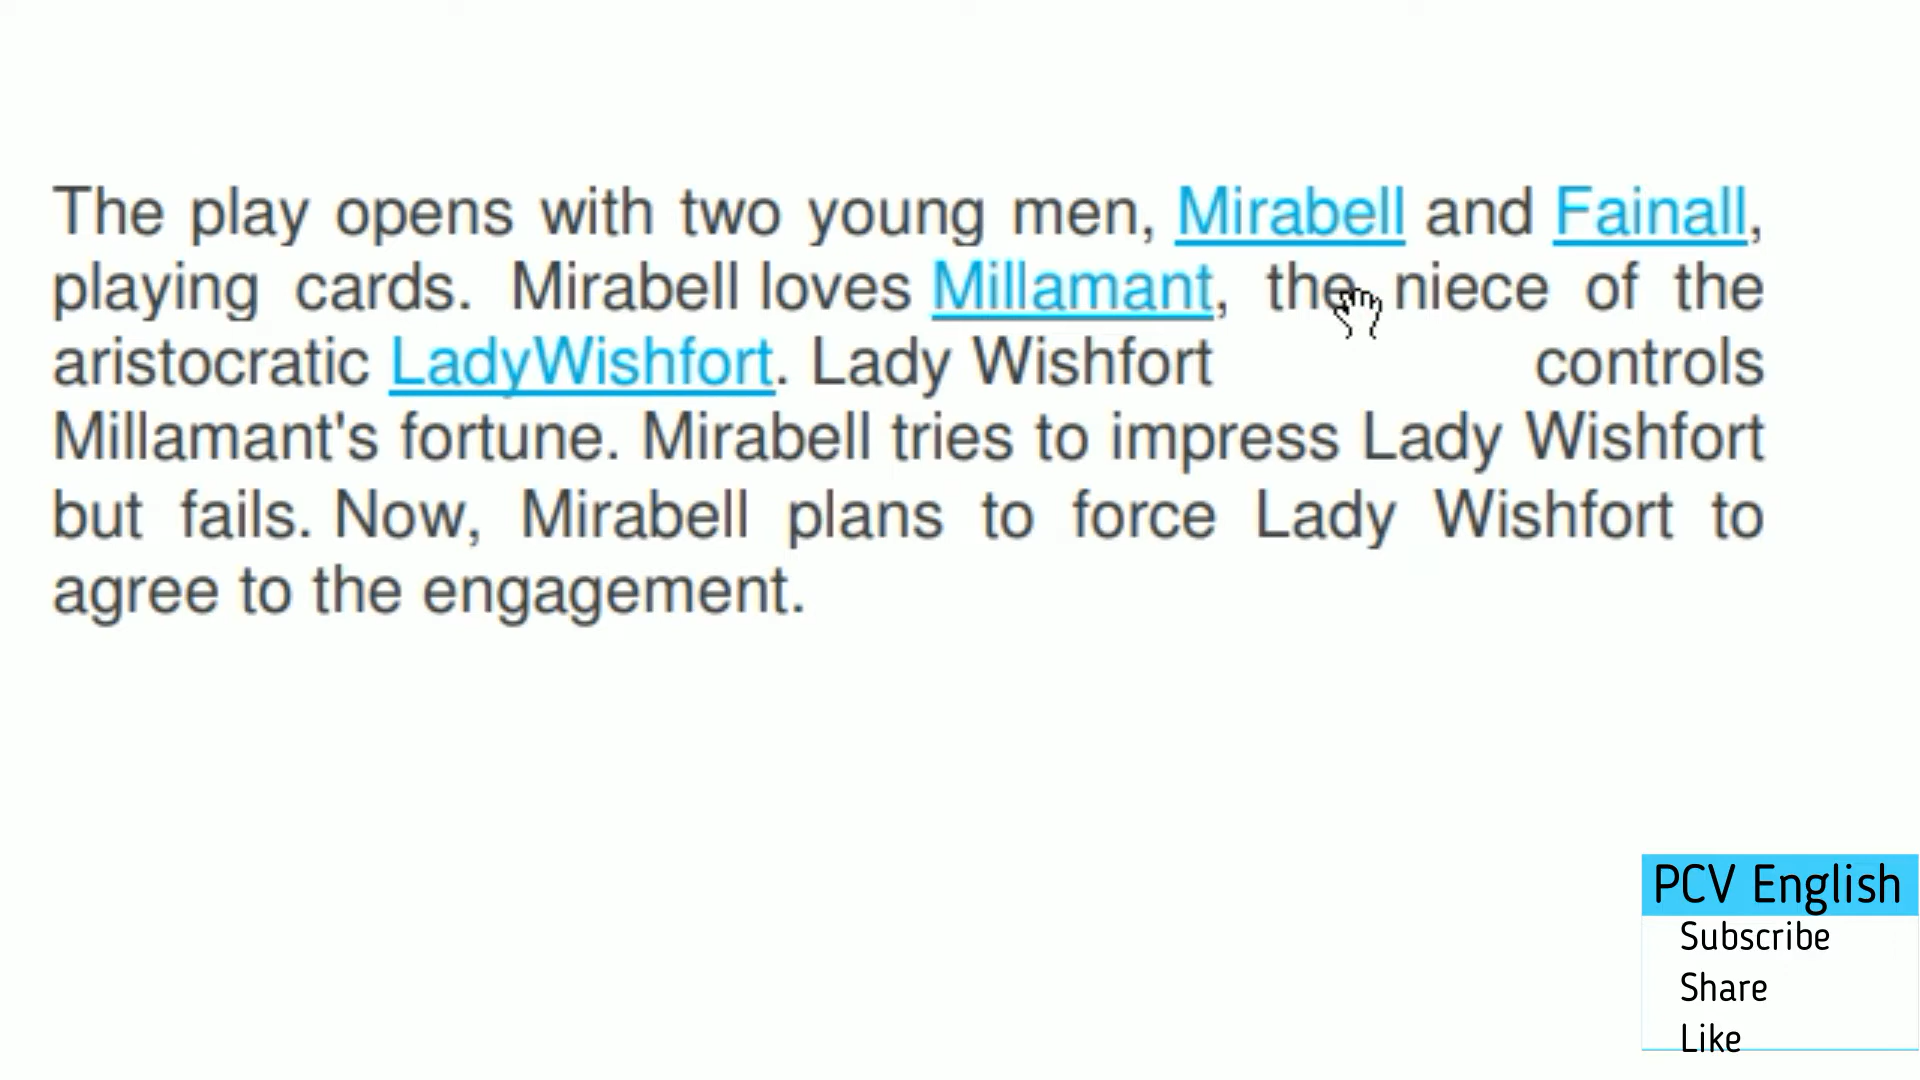 The play opens with two young men, Mirabell and Fainall,
playing cards. Mirabell loves Millamant, the niece of the
aristocratic LadyWishfort. Lady Wishfort controls
Millamant's fortune. Mirabell tries to impress Lady Wishfort
but fails. Now, Mirabell plans to force Lady Wishfort to
agree to the engagement.
PCV English
Subscribe
Share
Like